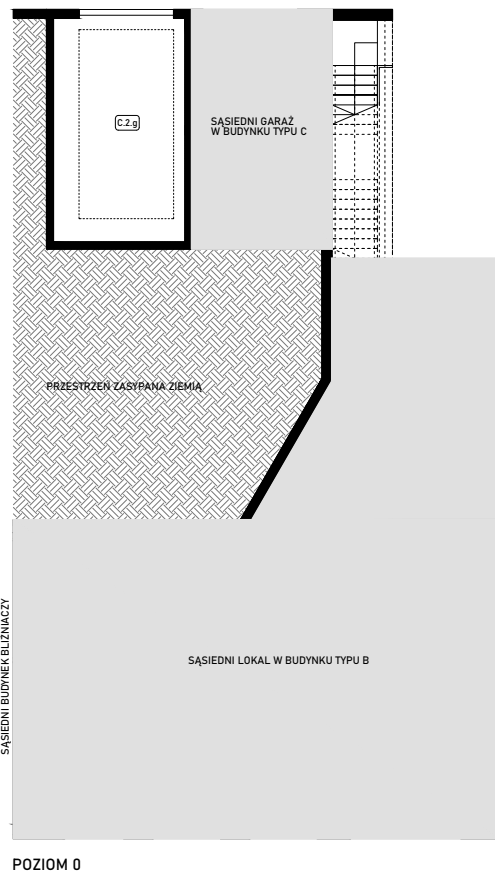 C.2.g
SĄSIEDNI GARAŻ
W BUDYNKU TYPU C
PRZESTRZEŃ ZASYPANA ZIEMIĄ
SĄSIEDNI BUDYNEK BLIŹNIACZY
SĄSIEDNI LOKAL W BUDYNKU TYPU B
POZIOM 0